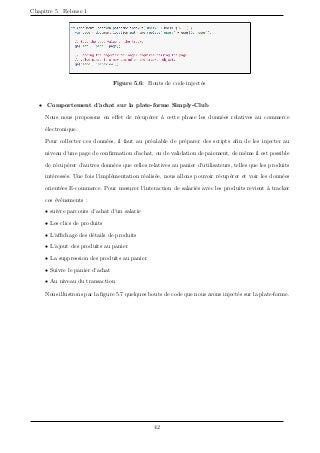 Chapitre 5. Release 1
Figure 5.6: Bouts de code injectés
• Comportement d'achat sur la plate-forme Simply-Club
Nous nous proposons en effet de récupérer à cette phase les données relatives au commerce
électronique.
Pour collecter ces données, il faut au préalable de préparer des scripts afin de les injecter au
niveau d'une page de confirmation d'achat, ou de validation de paiement, de même il est possible
de récupérer d'autres données que celles relatives au panier d'utilisateurs, telles que les produits
intéressés. Une fois l'implémentation réalisée, nous allons pouvoir récupérer et voir les données
orientées E-commerce. Pour mesurer l'interaction de salariés avec les produits revient à tracker
ces événements :
• suivre parcours d'achat d'un salarie
• Les clics de produits
• L'affichage des détails de produits
• L'ajout des produits au panier
• La suppression des produits au panier
• Suivre le panier d'achat
• Au niveau du transaction
Nous illustrons par la figure 5.7 quelques bouts de code que nous avons injectés sur la plate-forme.
42